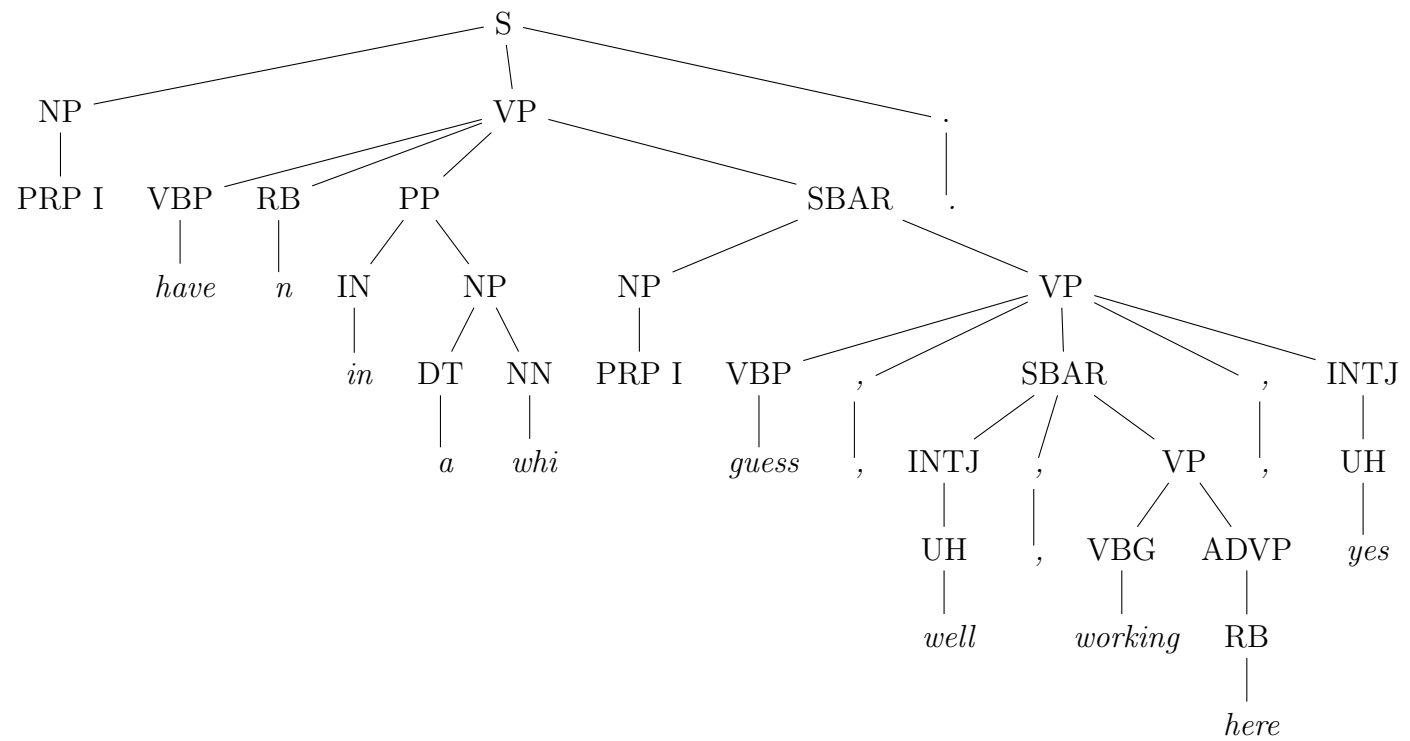 S
NP VP .
PRP I VBP RB PP SBAR .
have n IN NP NP VP
in DT NN PRP I VBP , SBAR , INTJ
a whi guess , INTJ , VP , UH
UH , VBG ADVP yes
well working RB
here